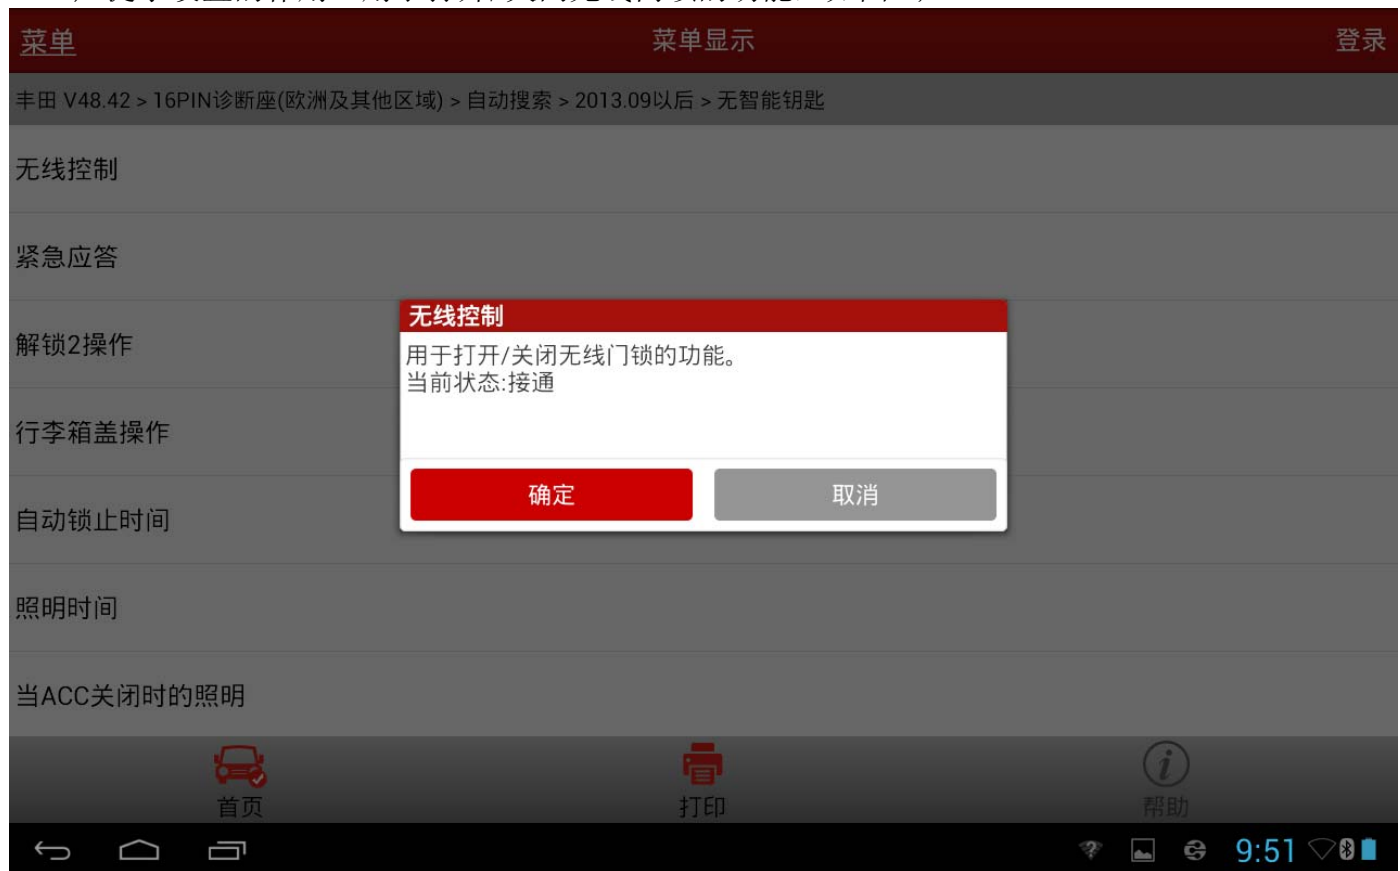 菜单
菜单显示
登录
丰田 V48.42 > 16PIN诊断座(欧洲及其他区域) > 自动搜索 > 2013.09以后 > 无智能钥匙
无线控制
紧急应答
解锁2操作
行李箱盖操作
自动锁止时间
照明时间
当ACC关闭时的照明
无线控制
用于打开/关闭无线门锁的功能。
当前状态:接通
确定
取消
首页
打印
帮助
9:51